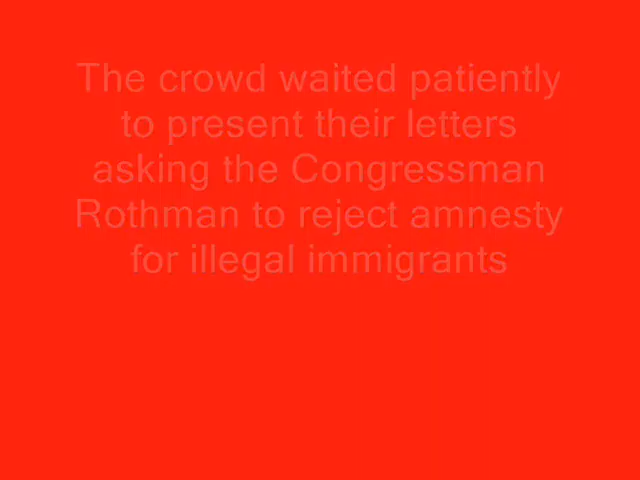 The crowd waited patiently
to present their letters
asking the Congressman
Rothman to reject amnesty
for illegal immigrants